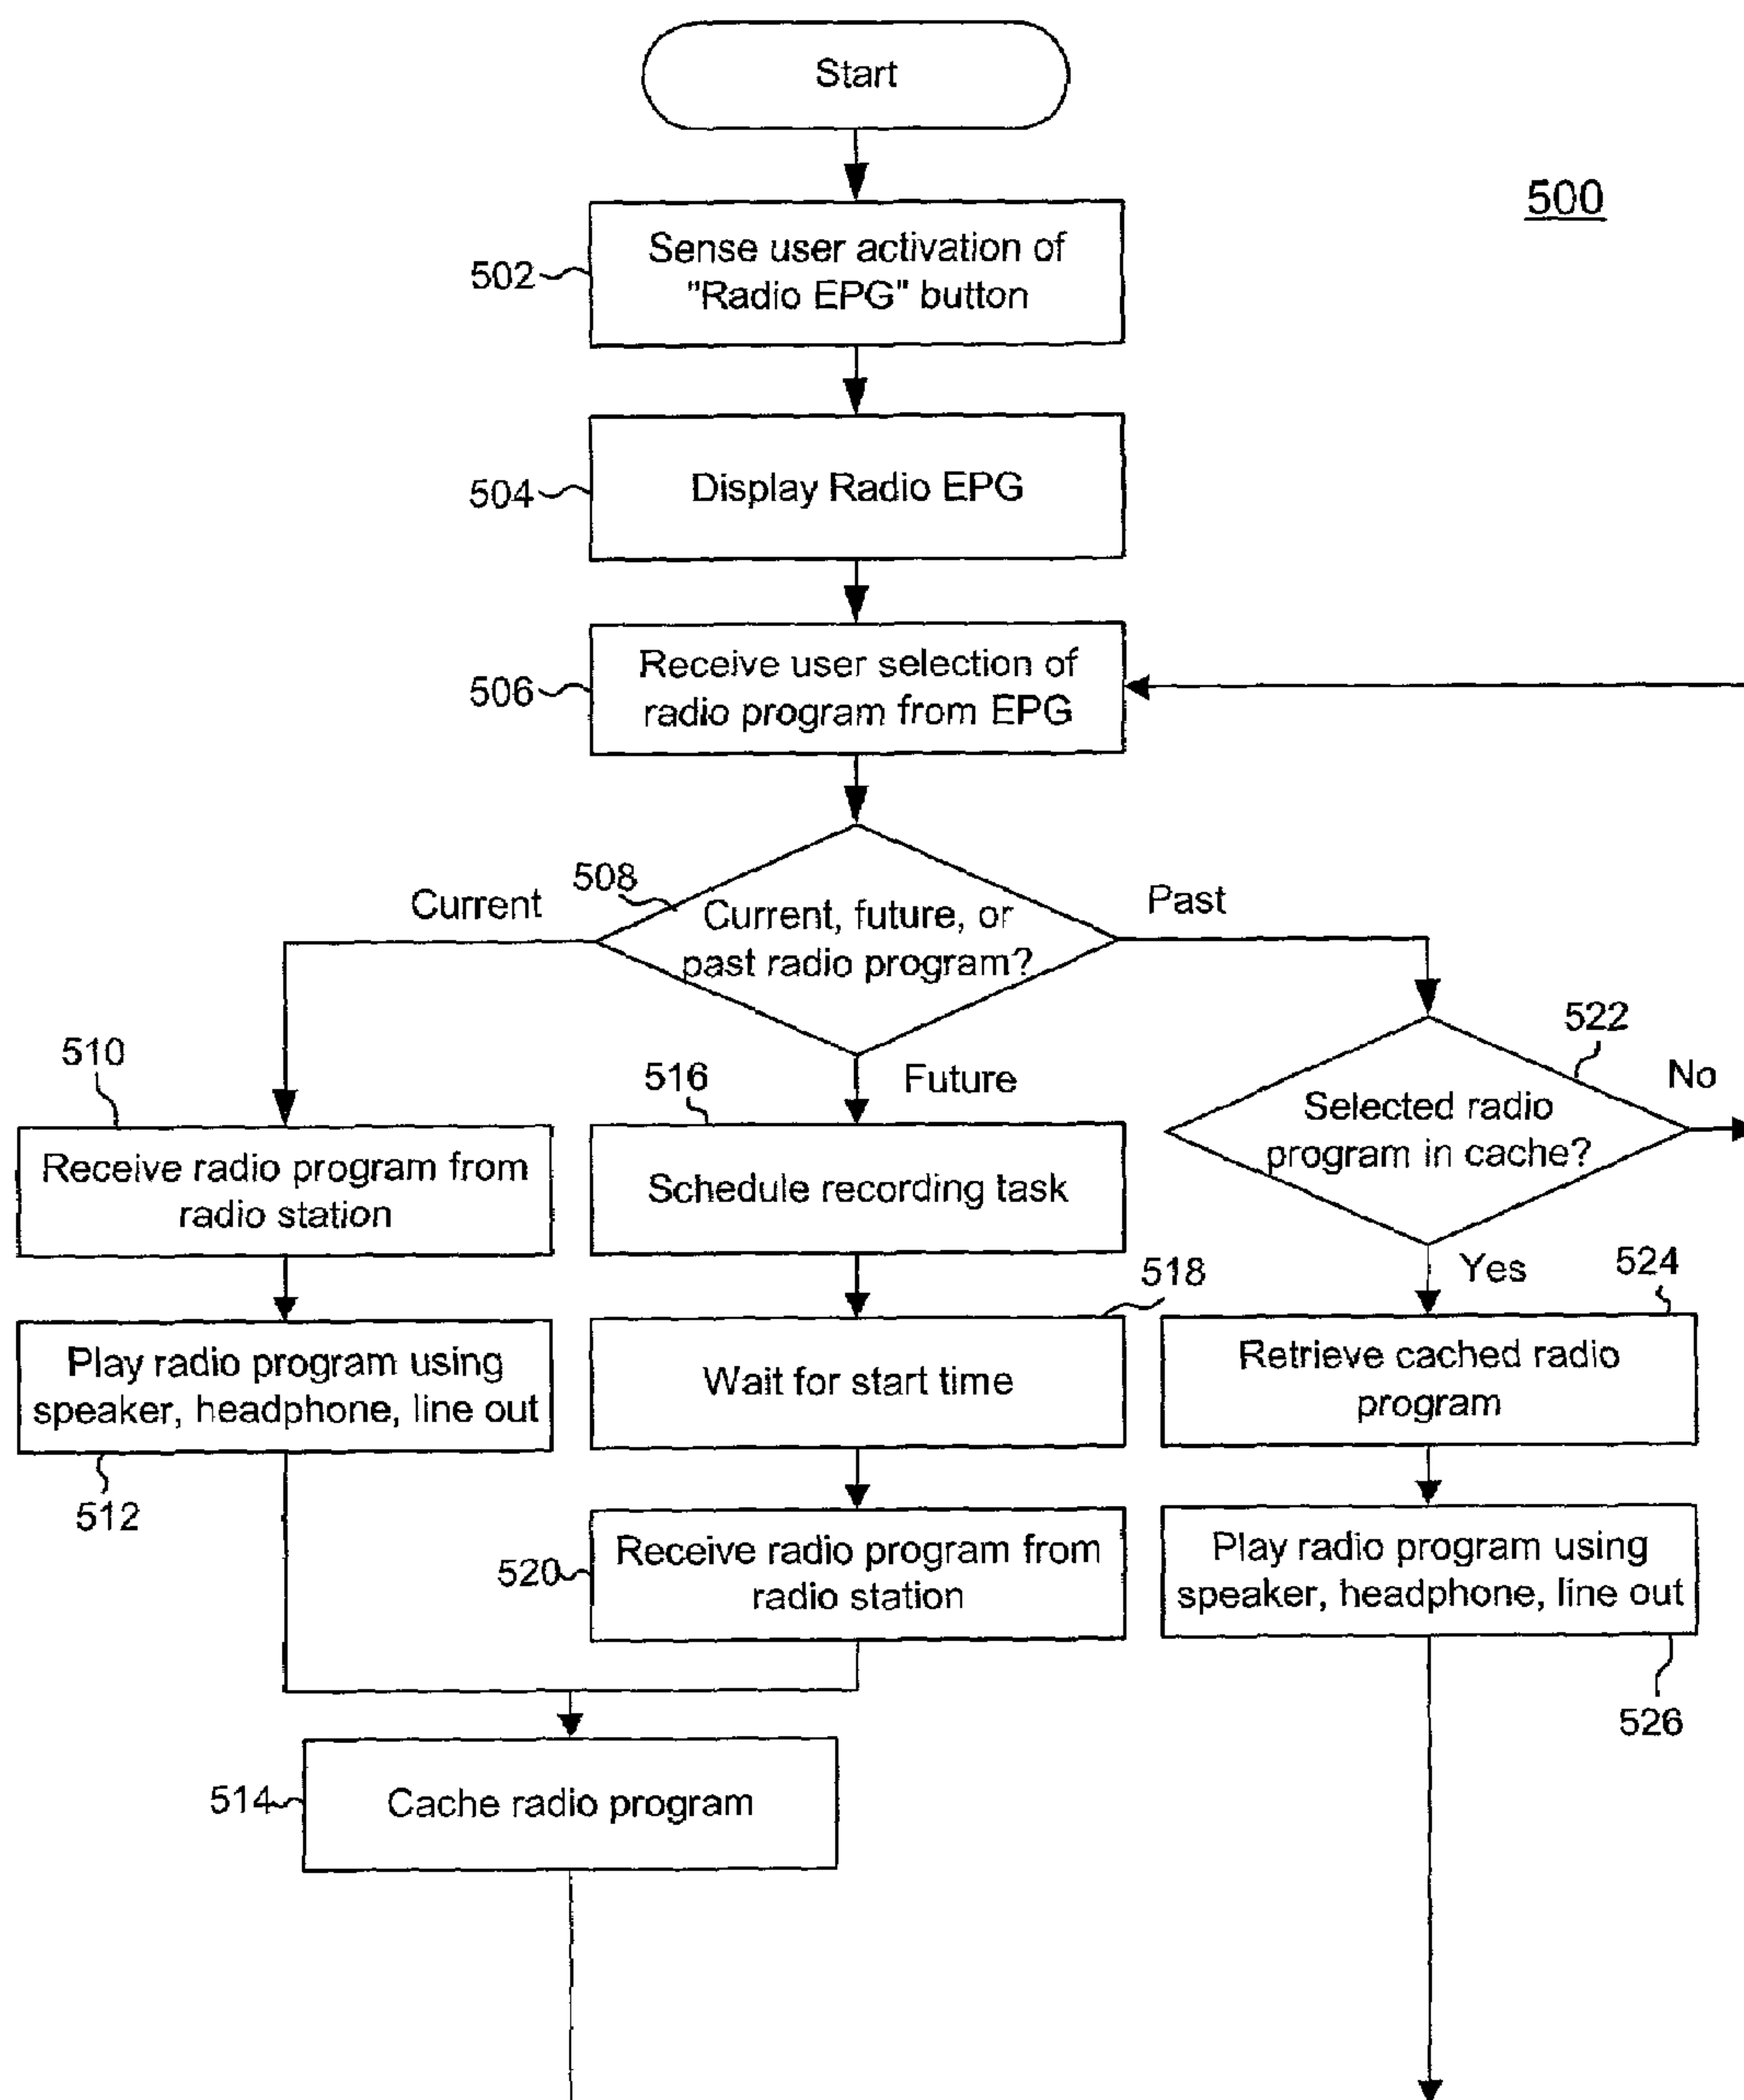 Start
500
502
Sense user activation of
"Radio EPG" button
504
Display Radio EPG
506
Receive user selection of
radio program from EPG
508
Current
Current, future, or
past radio program?
Past
Future
510
Receive radio program from
radio station
516
Schedule recording task
522
Selected radio
program in cache?
No
Yes
512
Play radio program using
speaker, headphone, line out
518
Wait for start time
524
Retrieve cached radio
program
520
Receive radio program from
radio station
Play radio program using
speaker, headphone, line out
526
514
Cache radio program